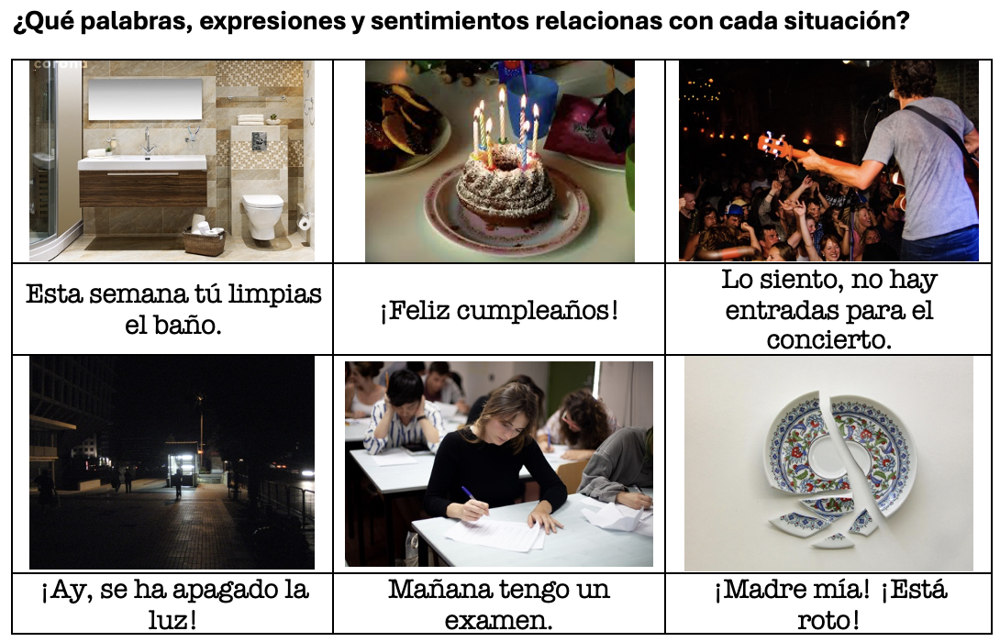 ¿Qué palabras, expresiones y sentimientos relacionas con cada situación?
corona
Esta semana tú limpias
el baño.
¡Feliz cumpleaños!
Lo siento, no hay
entradas para el
concierto.
¡Ay, se ha apagado la
luz!
Mañana tengo un
examen.
¡Madre mía! ¡Está
roto!